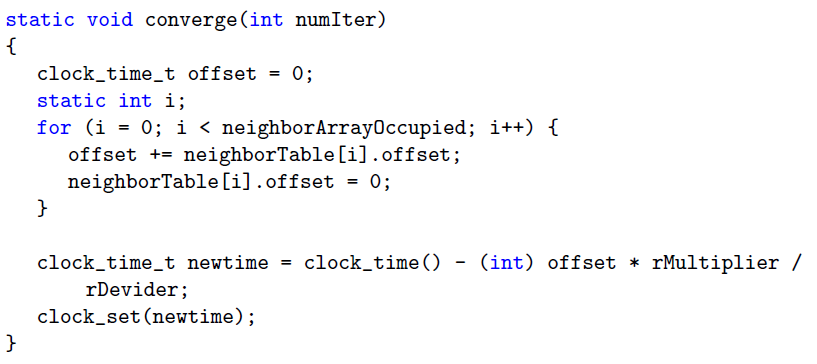 static void converge(int numIter)
{
clock_time_t offset = 0;
static int i;
for (i = 0; i < neighborArrayOccupied; i++) {
offset += neighborTable[i].offset;
neighborTable[i].offset = 0;
}
clock_time_t newtime = clock_time() - (int) offset * rMultiplier /
rDevider;
clock_set(newtime);
}